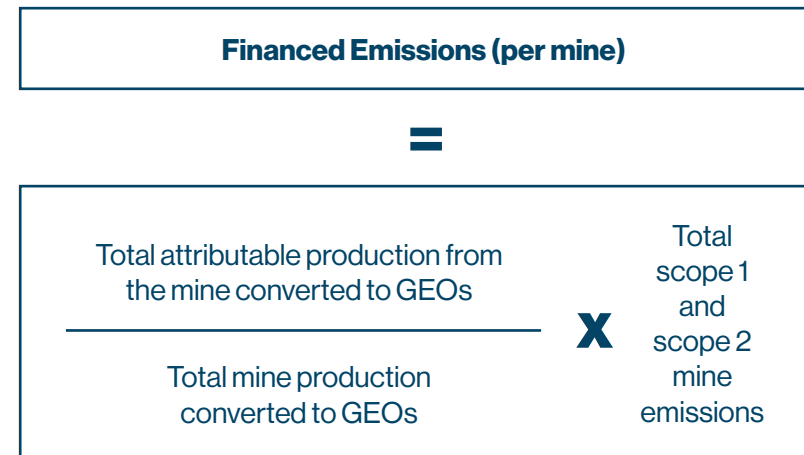 Financed Emissions (per mine)
=
Total attributable production from
the mine converted to GEOs
Total mine production
converted to GEOs
x
Total
scope 1
and
scope 2
mine
emissions